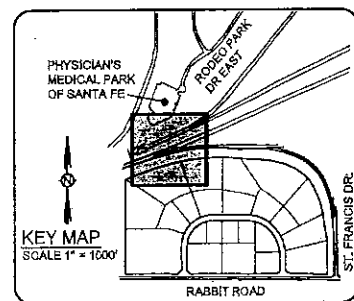 PHYSICIAN'S
MEDICAL PARK
OF SANTA FE
RODEO PARK
DR EAST
N
KEY MAP
SCALE 1" = 1000'
ST. FRANCIS DR.
RABBIT ROAD